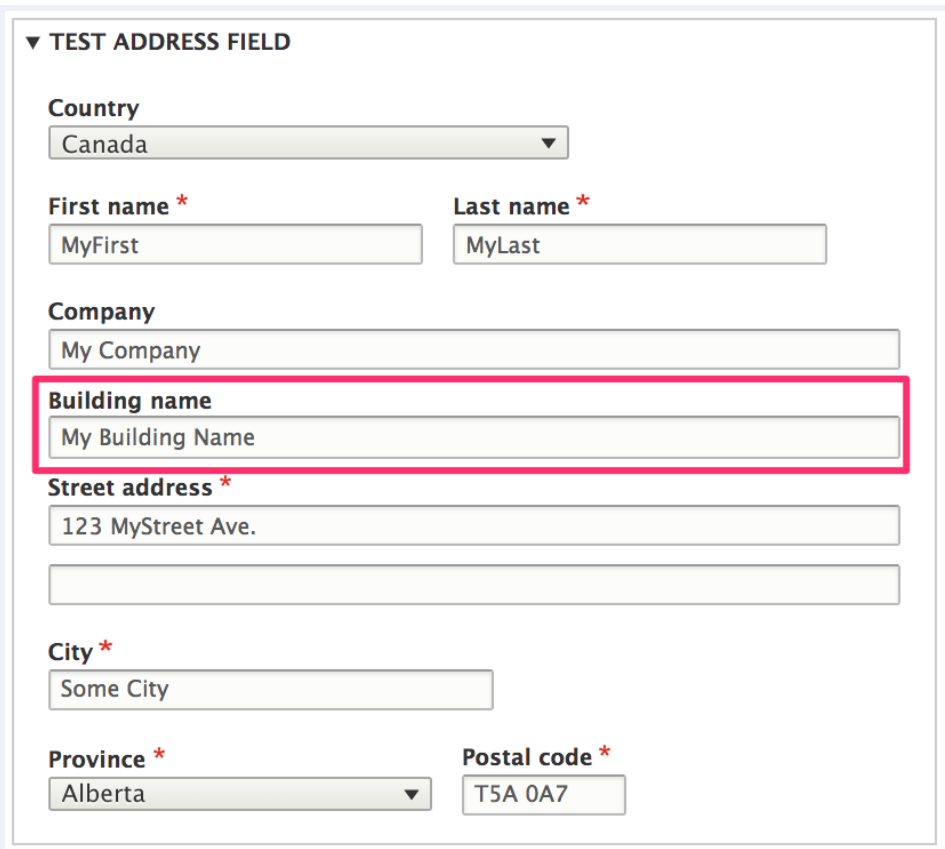 TEST ADDRESS FIELD
Country
Canada
First name * Last name *
MyFirst MyLast
Company
My Company
Building name
My Building Name
Street address *
123 MyStreet Ave.
City *
Some City
Province * Postal code *
Alberta T5A 0A7